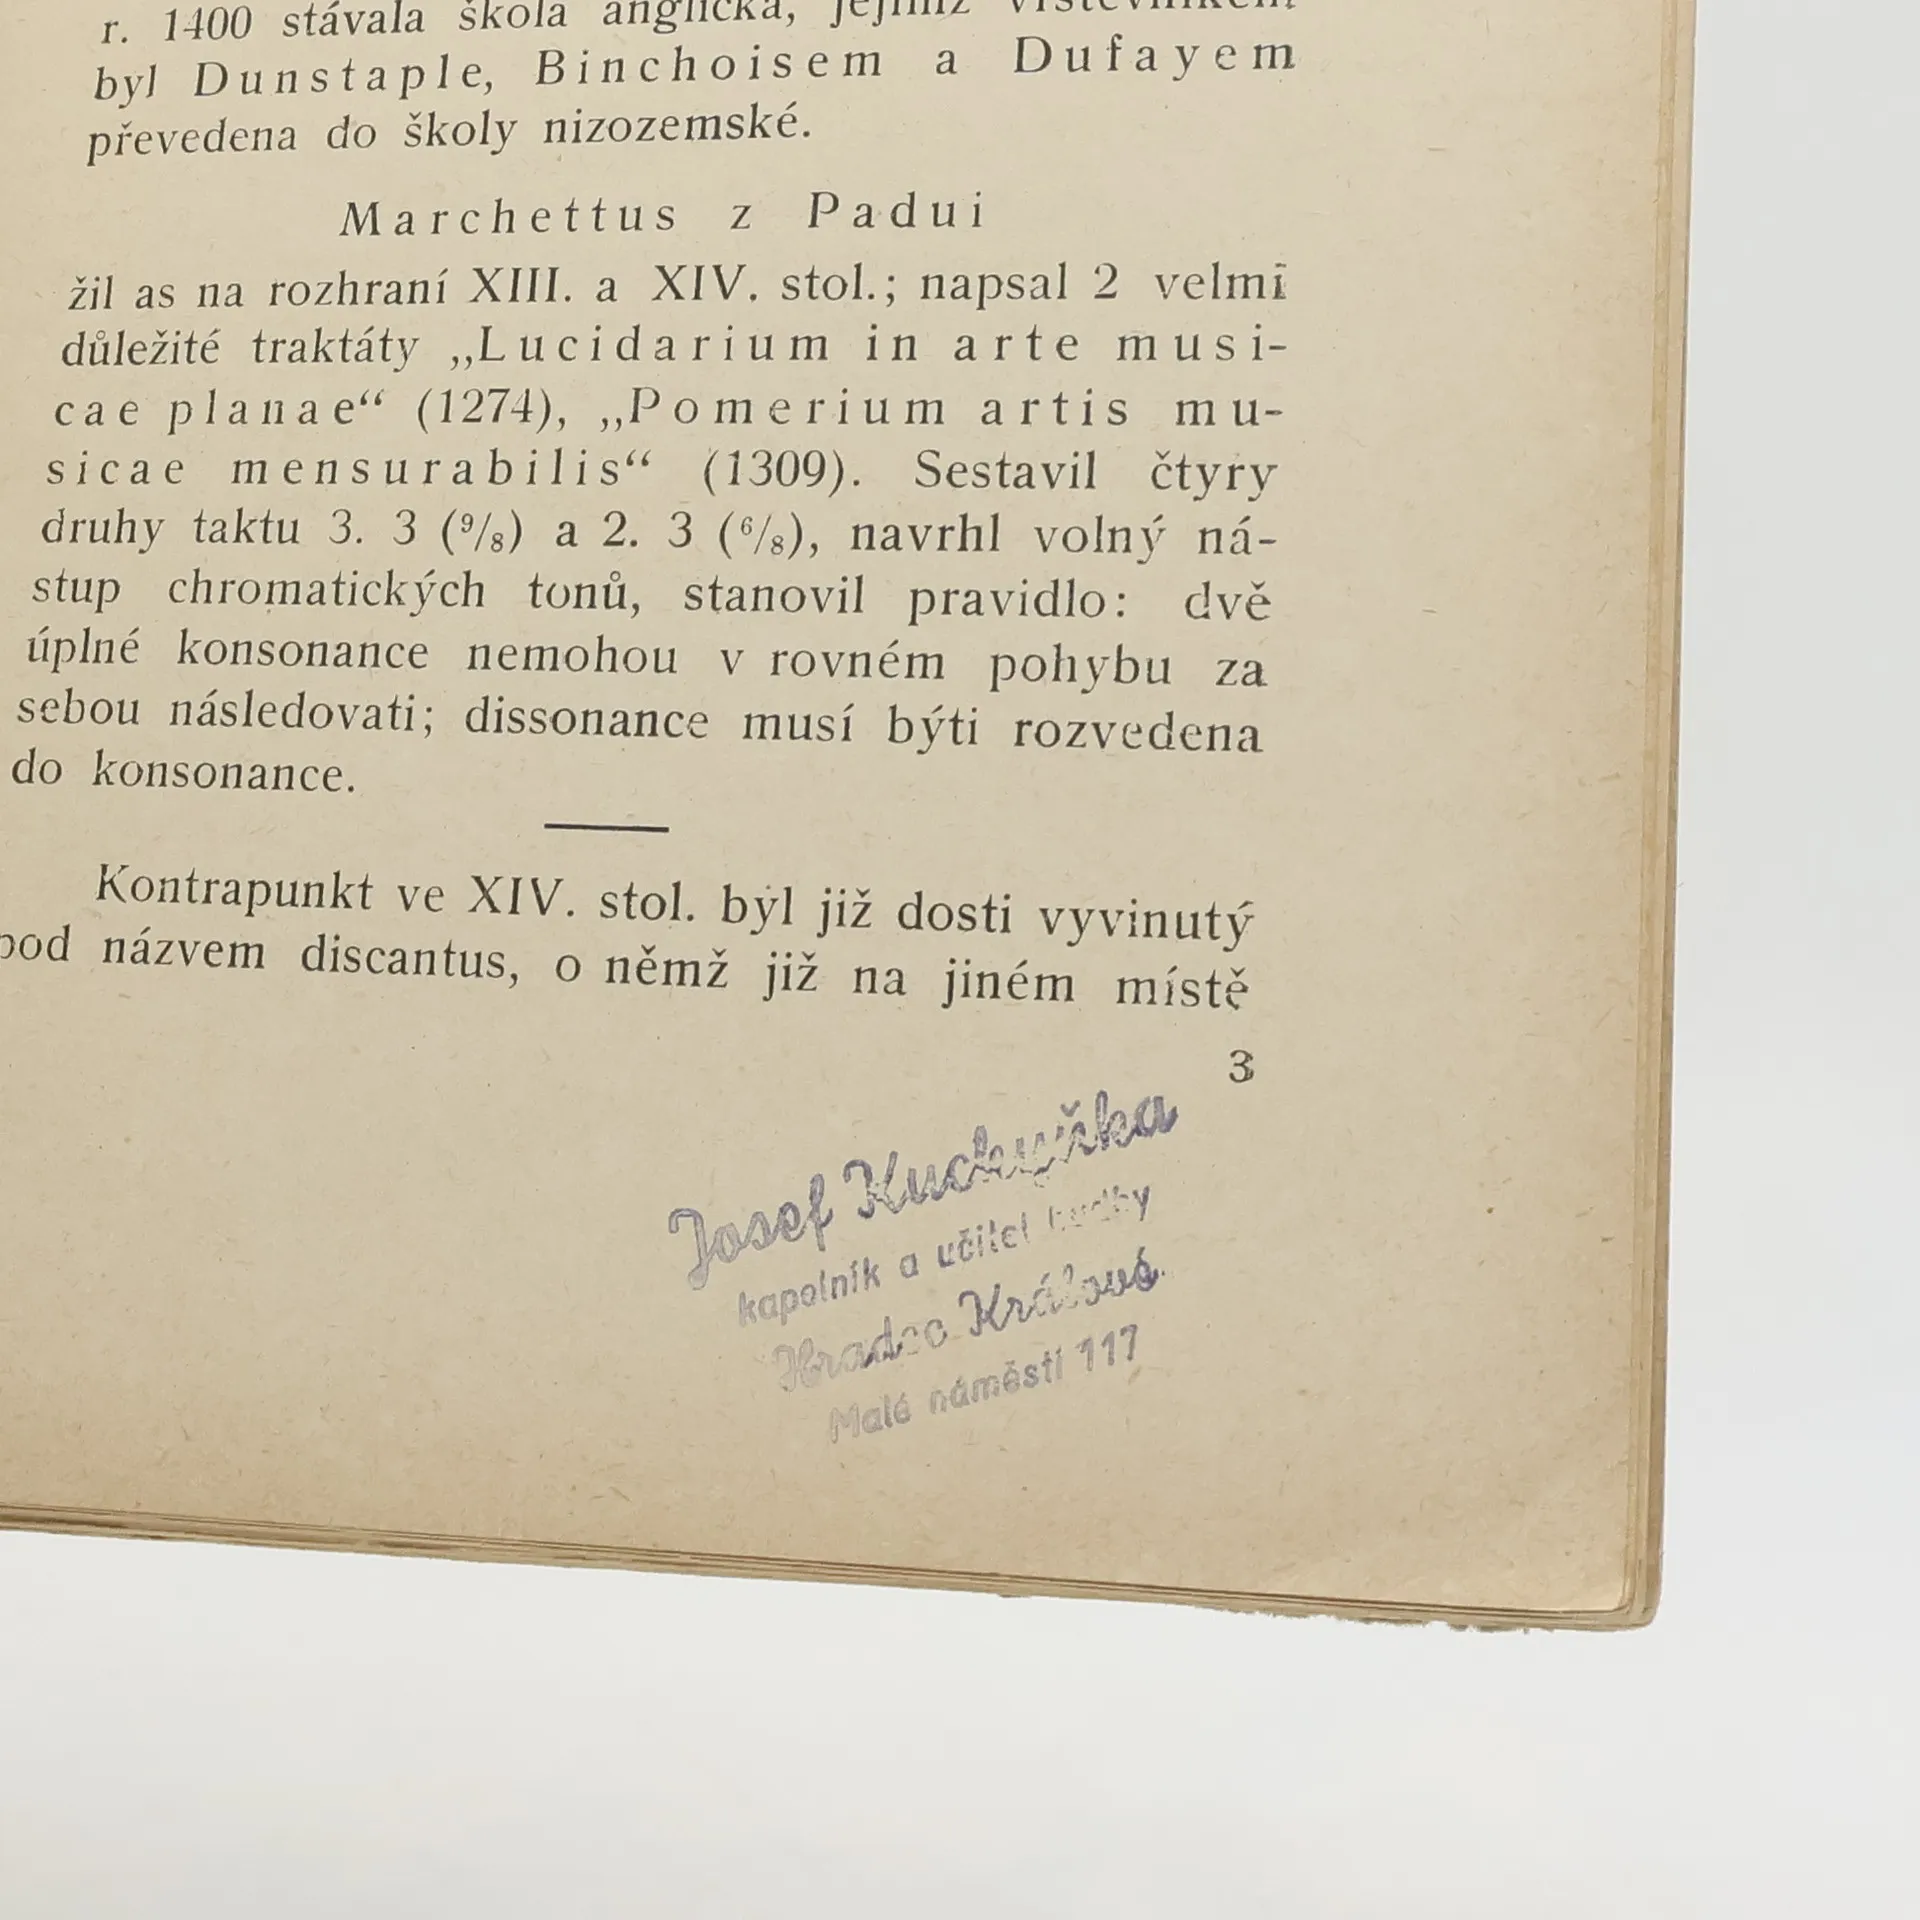 r. 1400 stávala škola anglická, jejímž vrstevníkem
byl Dunstaple, Binchoisem a Dufayem
převedena do školy nizozemské.
Marchettus z Padui
žil as na rozhraní XIII. a XIV. stol.; napsal 2 velmi
důležité traktáty „Lucidarium in arte musi-
cae planae“ (1274), „Pomerium artis mu-
sicae mensurabilis“ (1309). Sestavil čtyry
druhy taktu 3. 3 (⁹/₈) a 2. 3 (⁶/₈), navrhl volný ná-
stup chromatických tonů, stanovil pravidlo: dvě
úplné konsonance nemohou v rovném pohybu za
sebou následovati; dissonance musí býti rozvedena
do konsonance.
Kontrapunkt ve XIV. stol. byl již dosti vyvinutý
pod názvem discantus, o němž již na jiném místě
3
Josef
kapelník a učitel hudby
Hradec Králové
Malé náměstí 117